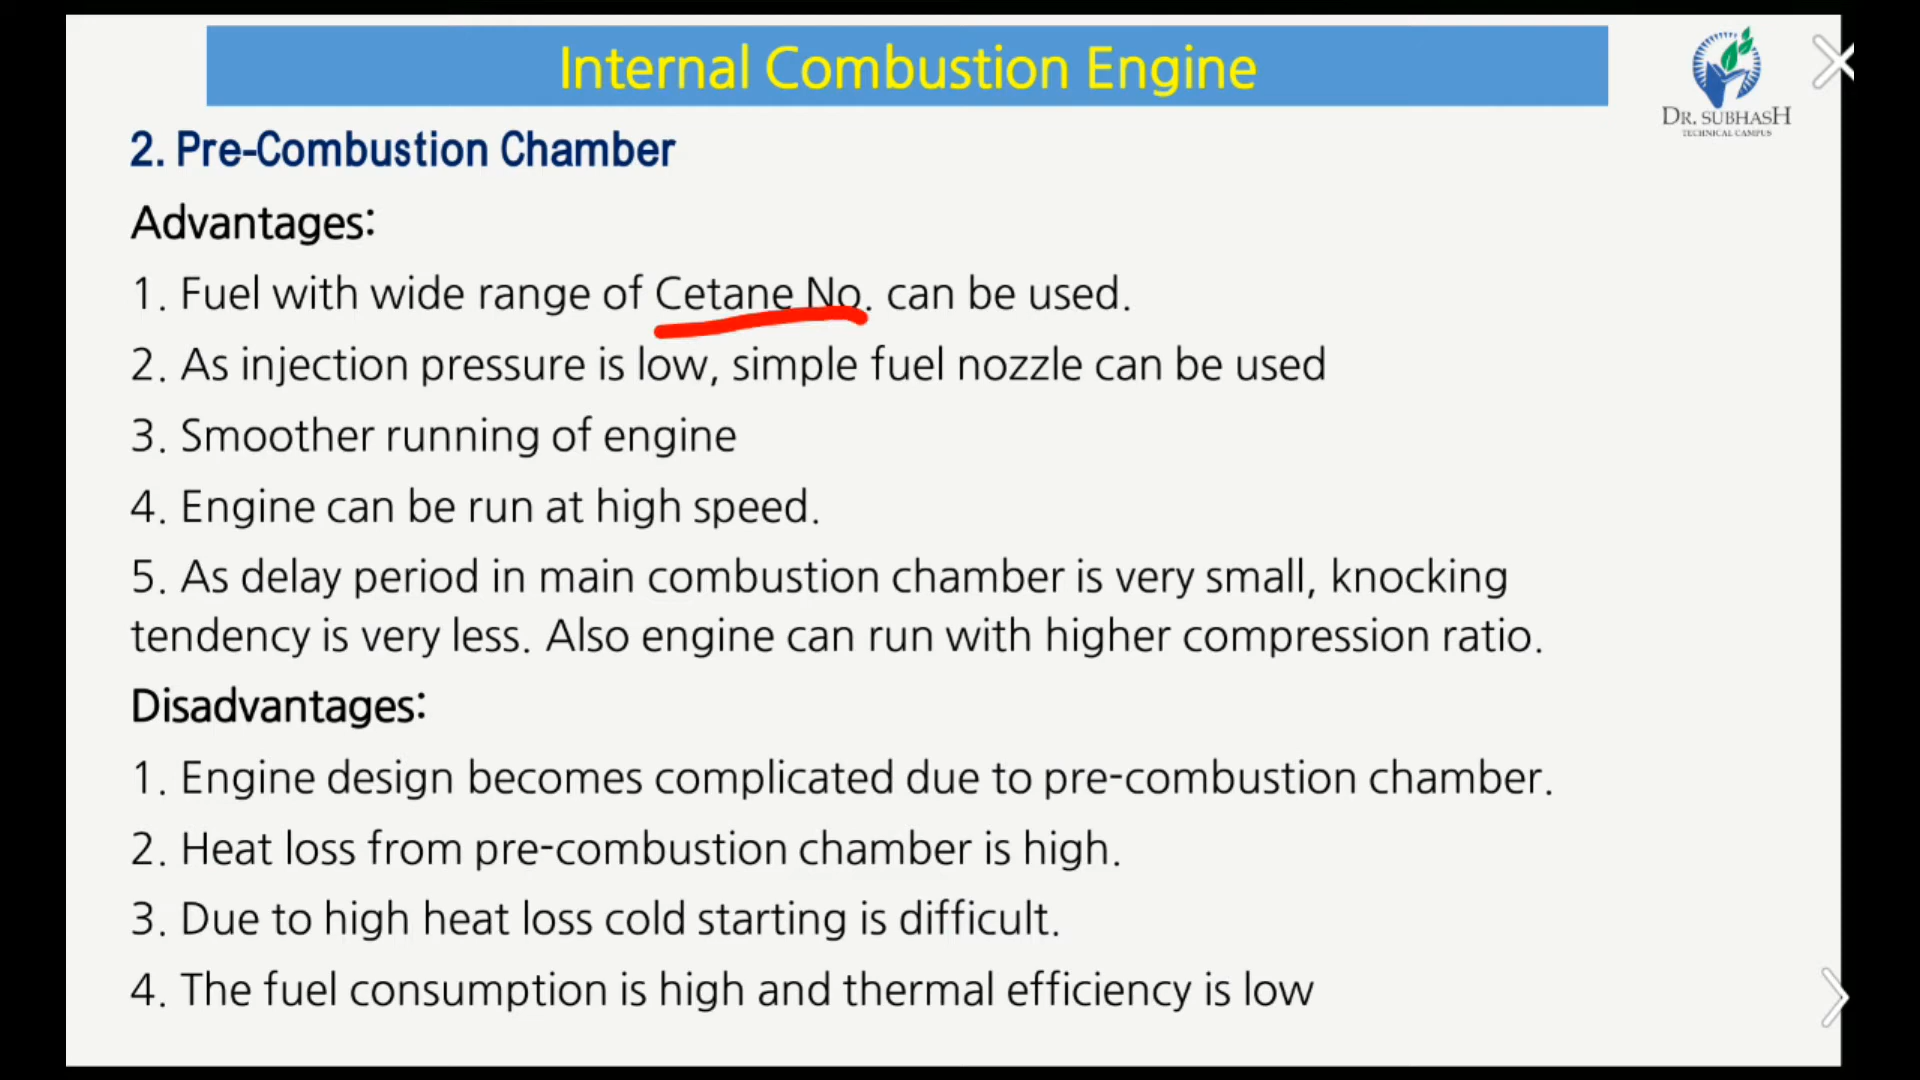 Internal Combustion Engine
DR. SUBHASH
TECHNICAL CAMPUS
2. Pre-Combustion Chamber
Advantages:
1. Fuel with wide range of Cetane No. can be used.
2. As injection pressure is low, simple fuel nozzle can be used
3. Smoother running of engine
4. Engine can be run at high speed.
5. As delay period in main combustion chamber is very small, knocking
tendency is very less. Also engine can run with higher compression ratio.
Disadvantages:
1. Engine design becomes complicated due to pre-combustion chamber.
2. Heat loss from pre-combustion chamber is high.
3. Due to high heat loss cold starting is difficult.
4. The fuel consumption is high and thermal efficiency is low